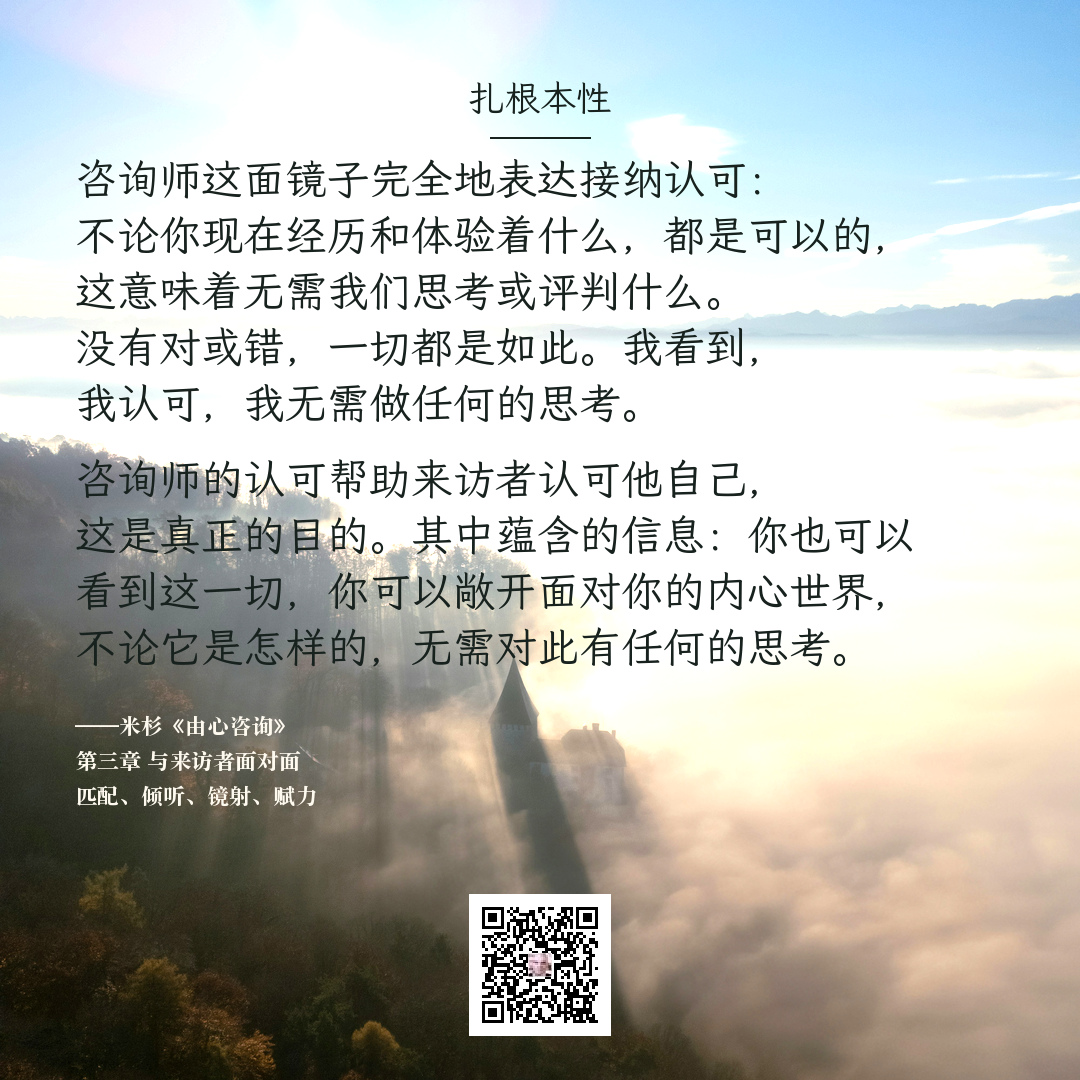 扎根本性
咨询师这面镜子完全地表达接纳认可：
不论你现在经历和体验着什么，都是可以的，
这意味着无需我们思考或评判什么。
没有对或错，一切都是如此。我看到，
我认可，我无需做任何的思考。
咨询师的认可帮助来访者认可他自己，
这是真正的目的。其中蕴含的信息：你也可以
看到这一切，你可以敞开面对你的内心世界，
不论它是怎样的，无需对此有任何的思考。
——米杉《由心咨询》
第三章 与来访者面对面
匹配、倾听、镜射、赋力